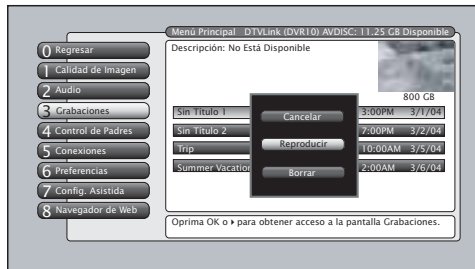 Menú Principal DTVLink (DVR10) AVDISC: 11.25 GB Disponible
0 Regresar
1 Calidad de Imagen
2 Audio
3 Grabaciones
4 Control de Padres
5 Conexiones
6 Preferencias
7 Config. Asistida
8 Navegador de Web
Descripción: No Está Disponible
800 GB
Sin Titulo 1 3:00PM 3/1/04
Sin Titulo 2 7:00PM 3/2/04
Trip 10:00AM 3/5/04
Summer Vacation 2:00AM 3/6/04
Cancelar
Reproducir
Borrar
Oprima OK o para obtener acceso a la pantalla Grabaciones.